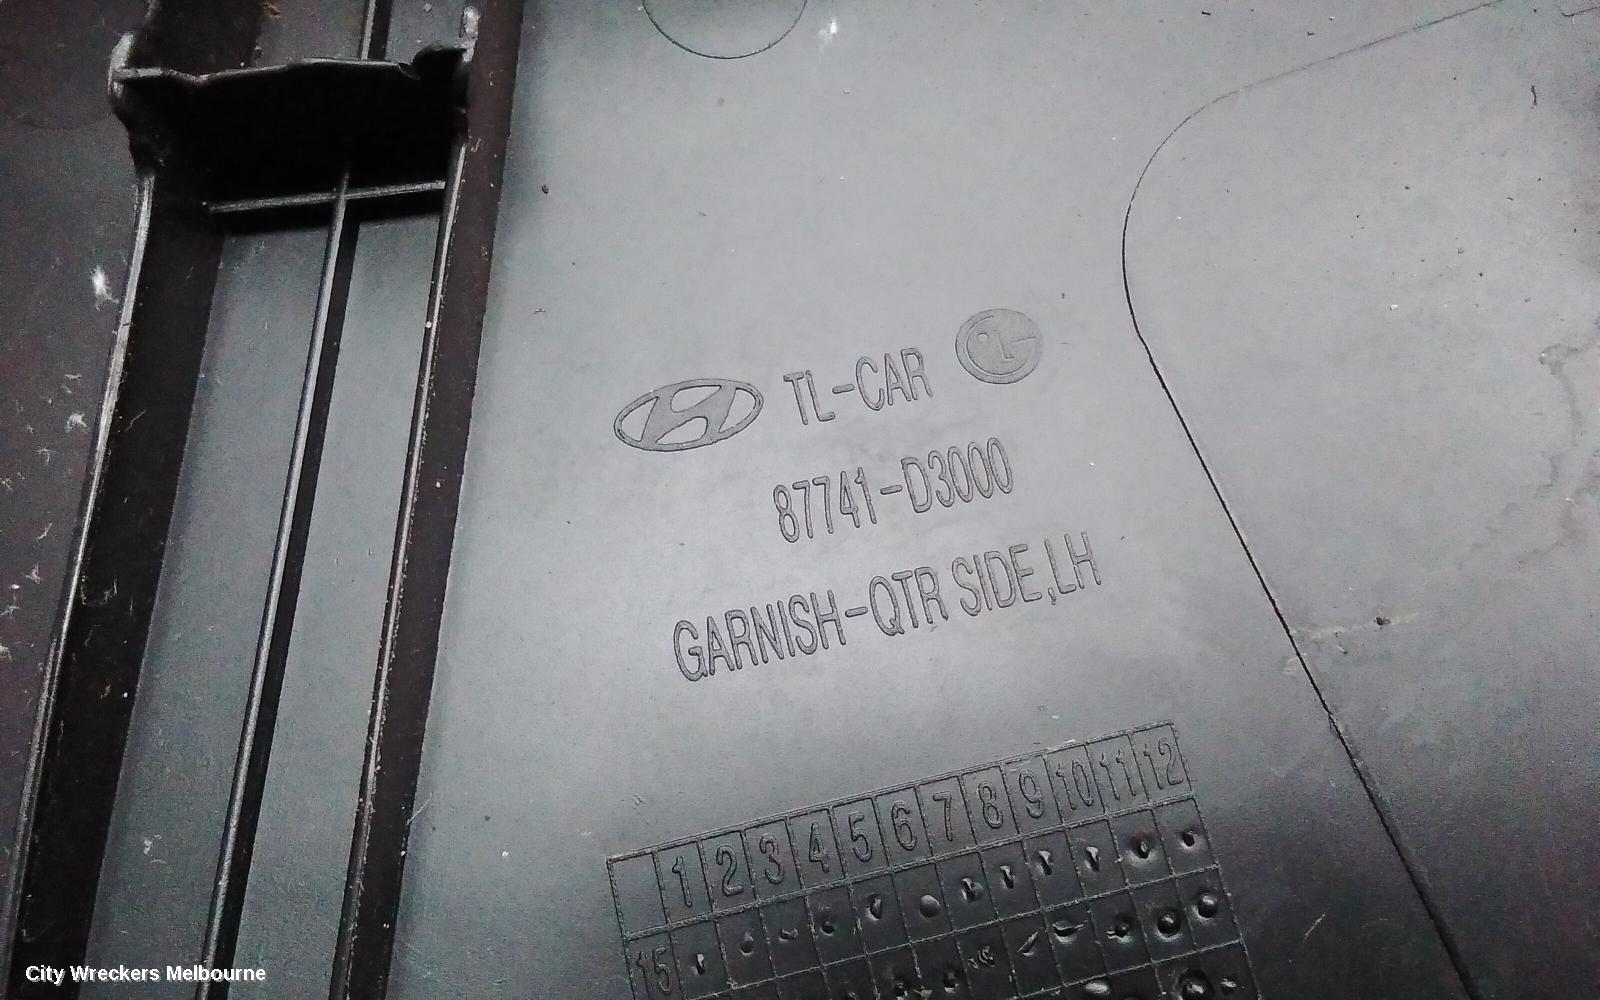 TL-CAR
87741-D3000
GARNISH-QTR SIDE,LH
1 2 3 4 5 6 7 8 9 10 11 12
15
City Wreckers Melbourne